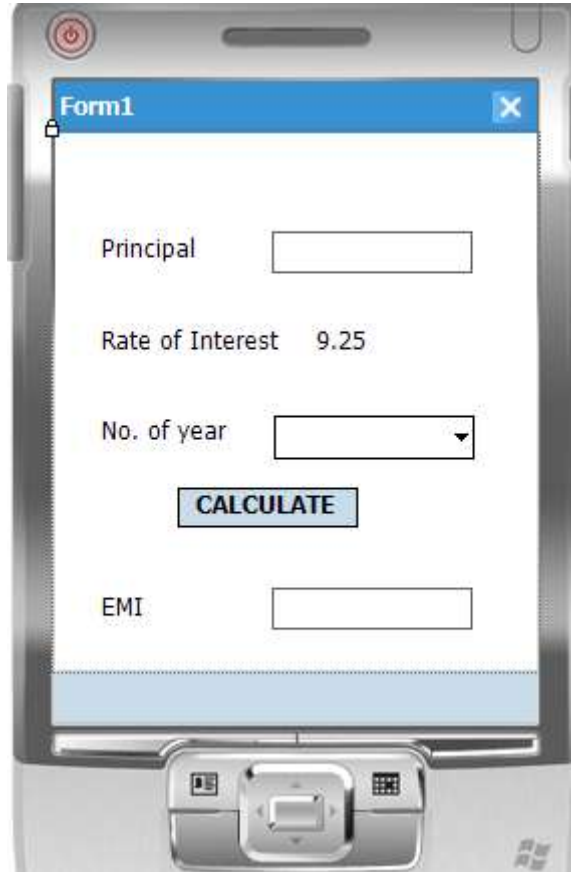 Form1
Principal
Rate of Interest 9.25
No. of year
CALCULATE
EMI